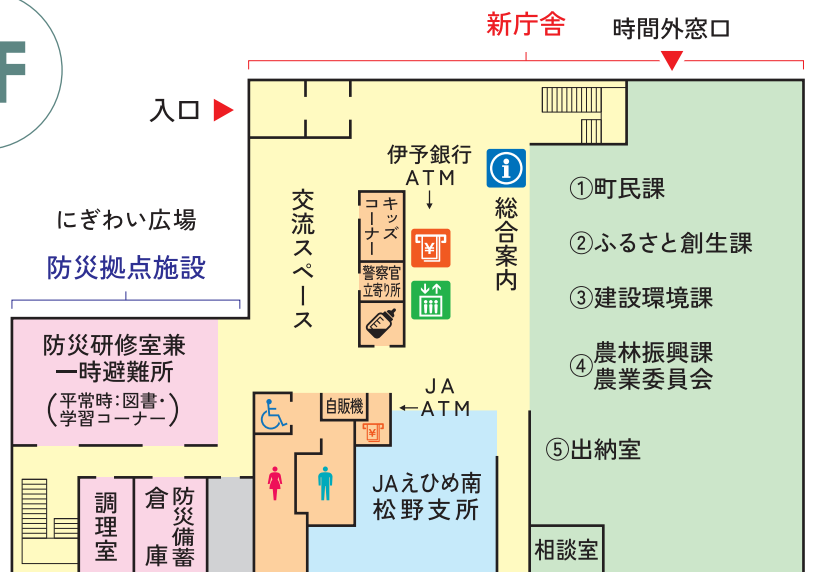 新庁舎
時間外窓口
入口
伊予銀行
ATM
交流スペース
キッズ
コーナー
総合案内
①町民課
②ふるさと創生課
③建設環境課
④農林振興課
農業委員会
⑤出納室
にぎわい広場
防災拠点施設
警察官
立寄り所
防災研修室兼
一時避難所
(平常時:図書・
学習コーナー)
自販機
JA
ATM
JAえひめ南
松野支所
調理室
防災備蓄
倉庫
相談室